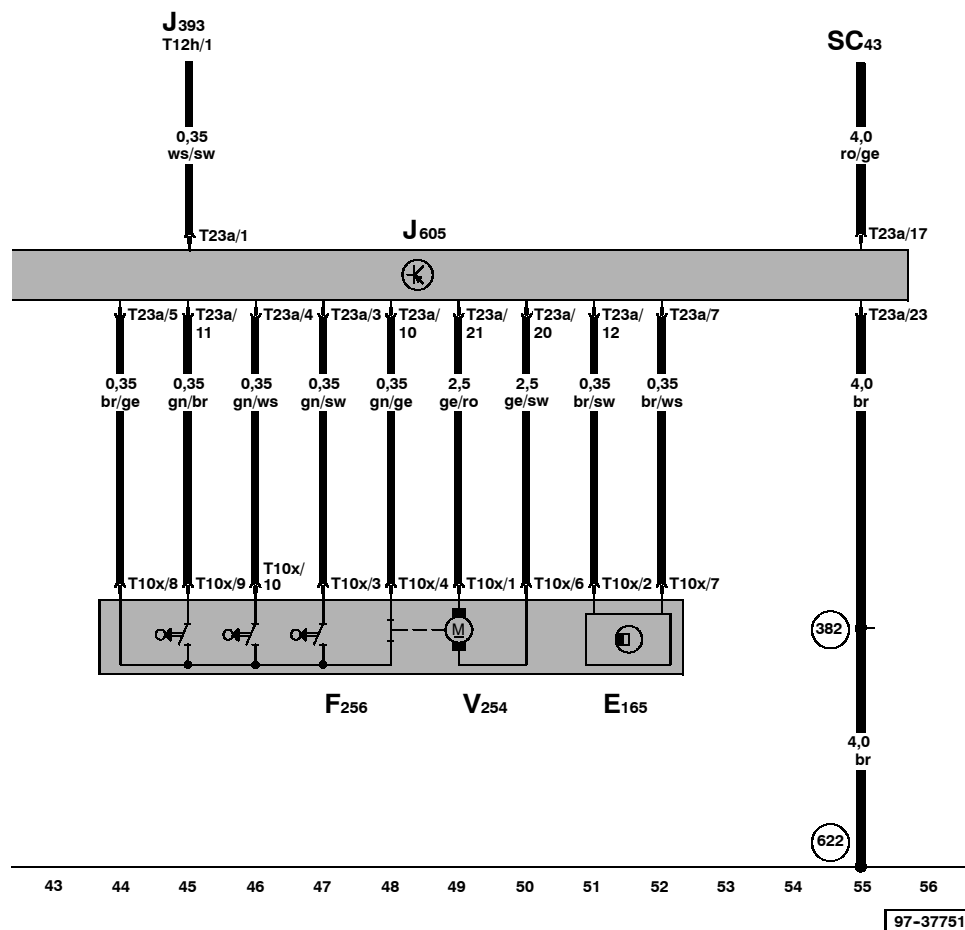 J393
T12h/1
SC43
0,35
ws/sw
4,0
ro/ge
T23a/1
J605
T23a/17
T23a/5
T23a/
11
T23a/4
T23a/3
T23a/
10
T23a/
21
T23a/
20
T23a/
12
T23a/7
T23a/23
0,35
br/ge
0,35
gn/br
0,35
gn/ws
0,35
gn/sw
0,35
gn/ge
2,5
ge/ro
2,5
ge/sw
0,35
br/sw
0,35
br/ws
4,0
br
T10x/8
T10x/9
T10x/
10
T10x/3
T10x/4
T10x/1
T10x/6
T10x/2
T10x/7
M
382
F256
V254
E165
4,0
br
622
43 44 45 46 47 48 49 50 51 52 53 54 55 56
97-37751